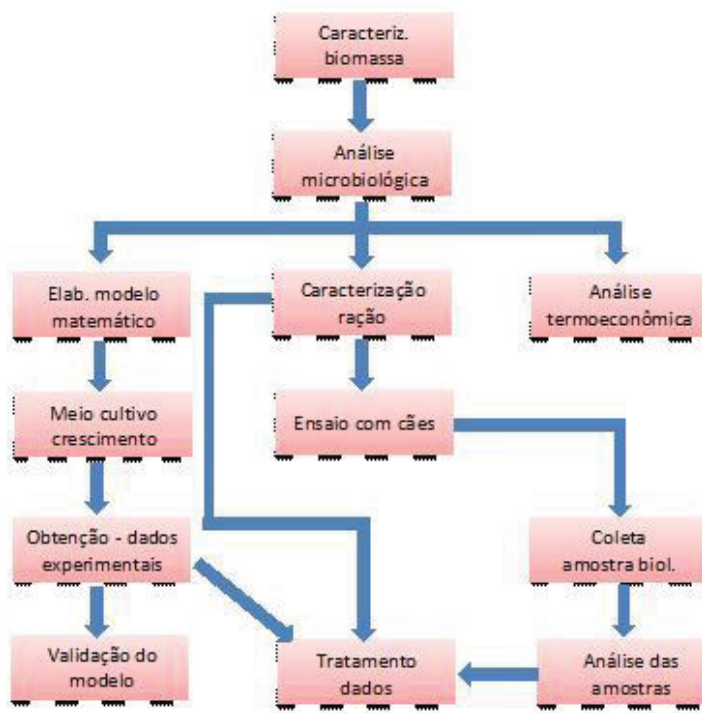 Caracteriz.
biomassa
Análise
microbiológica
Elab. modelo
matemático
Caracterização
ração
Análise
termoeconômica
Meio cultivo
crescimento
Ensaio com cães
Obtenção - dados
experimentais
Coleta
amostra biol.
Validação do
modelo
Tratamento
dados
Análise das
amostras